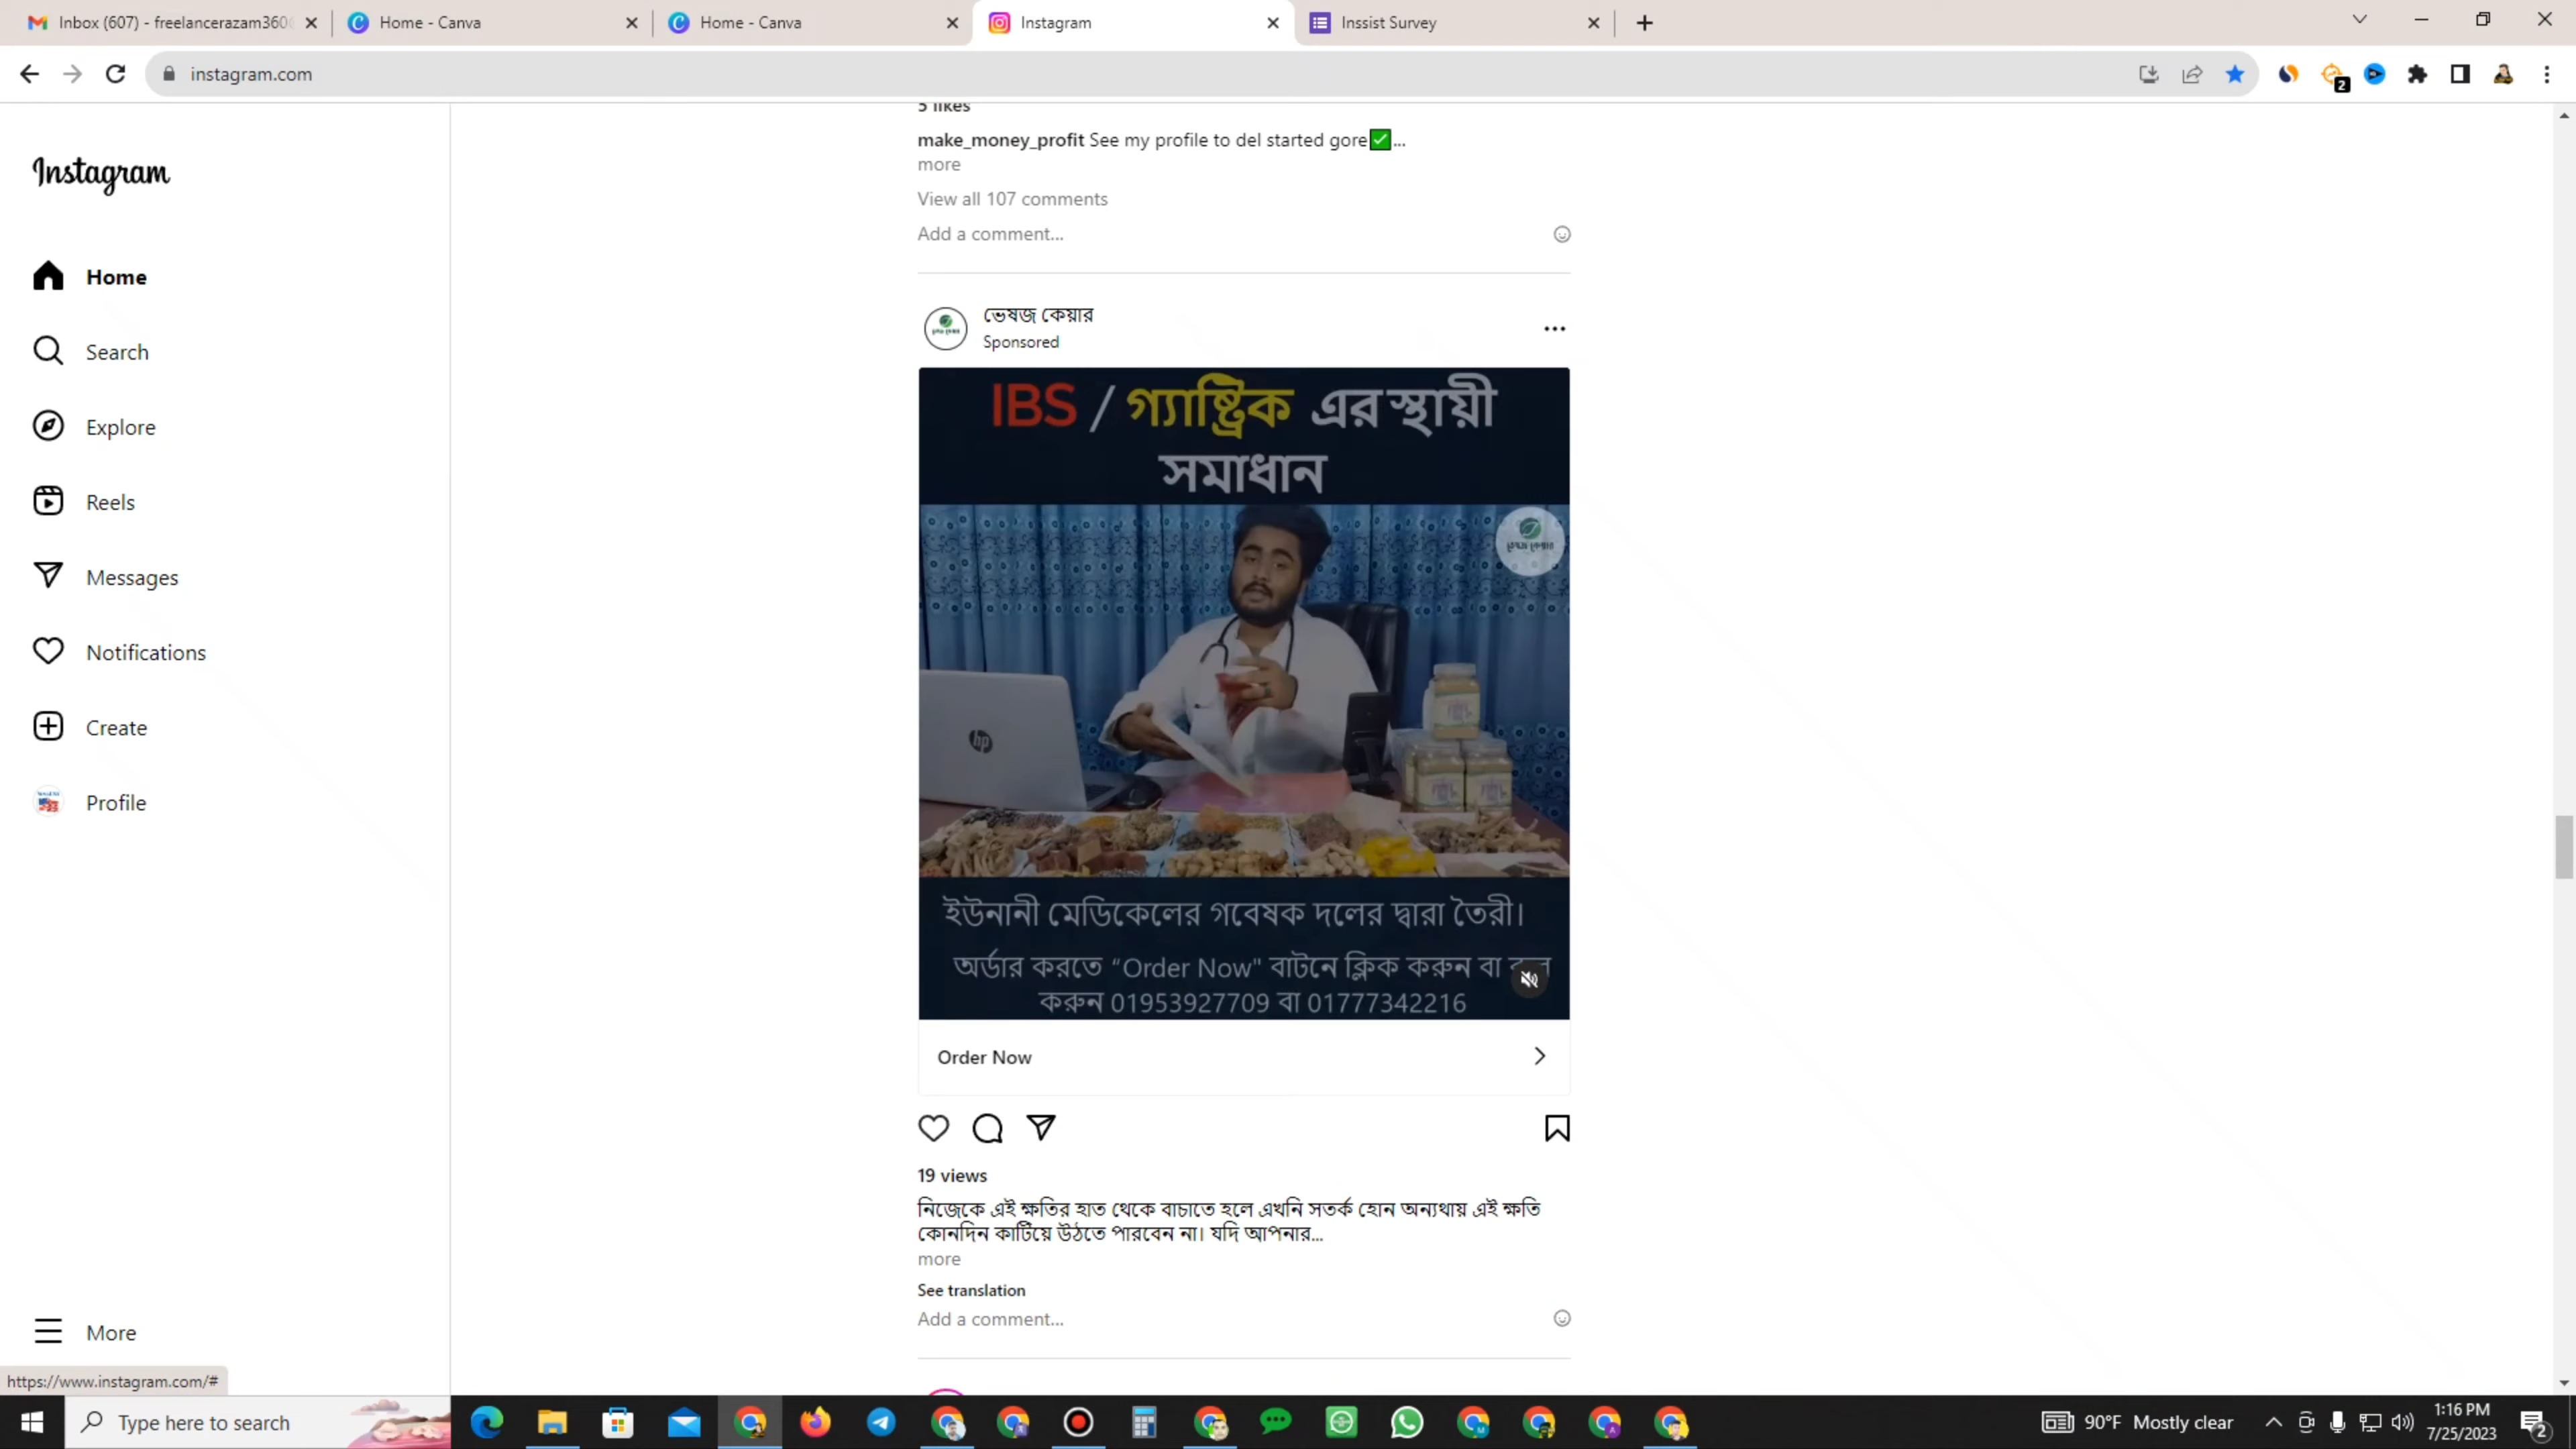 Inbox (607) - freelancerazam360
Home - Canva
Home - Canva
Instagram
Inssist Survey
instagram.com
2
Instagram
Home
Search
Explore
Reels
Messages
Notifications
Create
Profile
More
https://www.instagram.com/#
5 likes
make_money_profit See my profile to del started gore✅...
more
View all 107 comments
Add a comment...
ভেষজ কেয়ার
Sponsored
IBS / গ্যাষ্ট্রিক এর স্থায়ী
সমাধান
hp
ইউনানী মেডিকেলের গবেষক দলের দ্বারা তৈরী।
অর্ডার করতে “Order Now" বাটনে ক্লিক করুন বা
করুন 01953927709 বা 01777342216
Order Now
19 views
নিজেকে এই ক্ষতির হাত থেকে বাচাতে হলে এখনি সতর্ক হোন অন্যথায় এই ক্ষতি
কোনদিন কাটিয়ে উঠতে পারবেন না। যদি আপনার...
more
See translation
Add a comment...
Type here to search
90°F Mostly clear
1:16 PM
7/25/2023
2